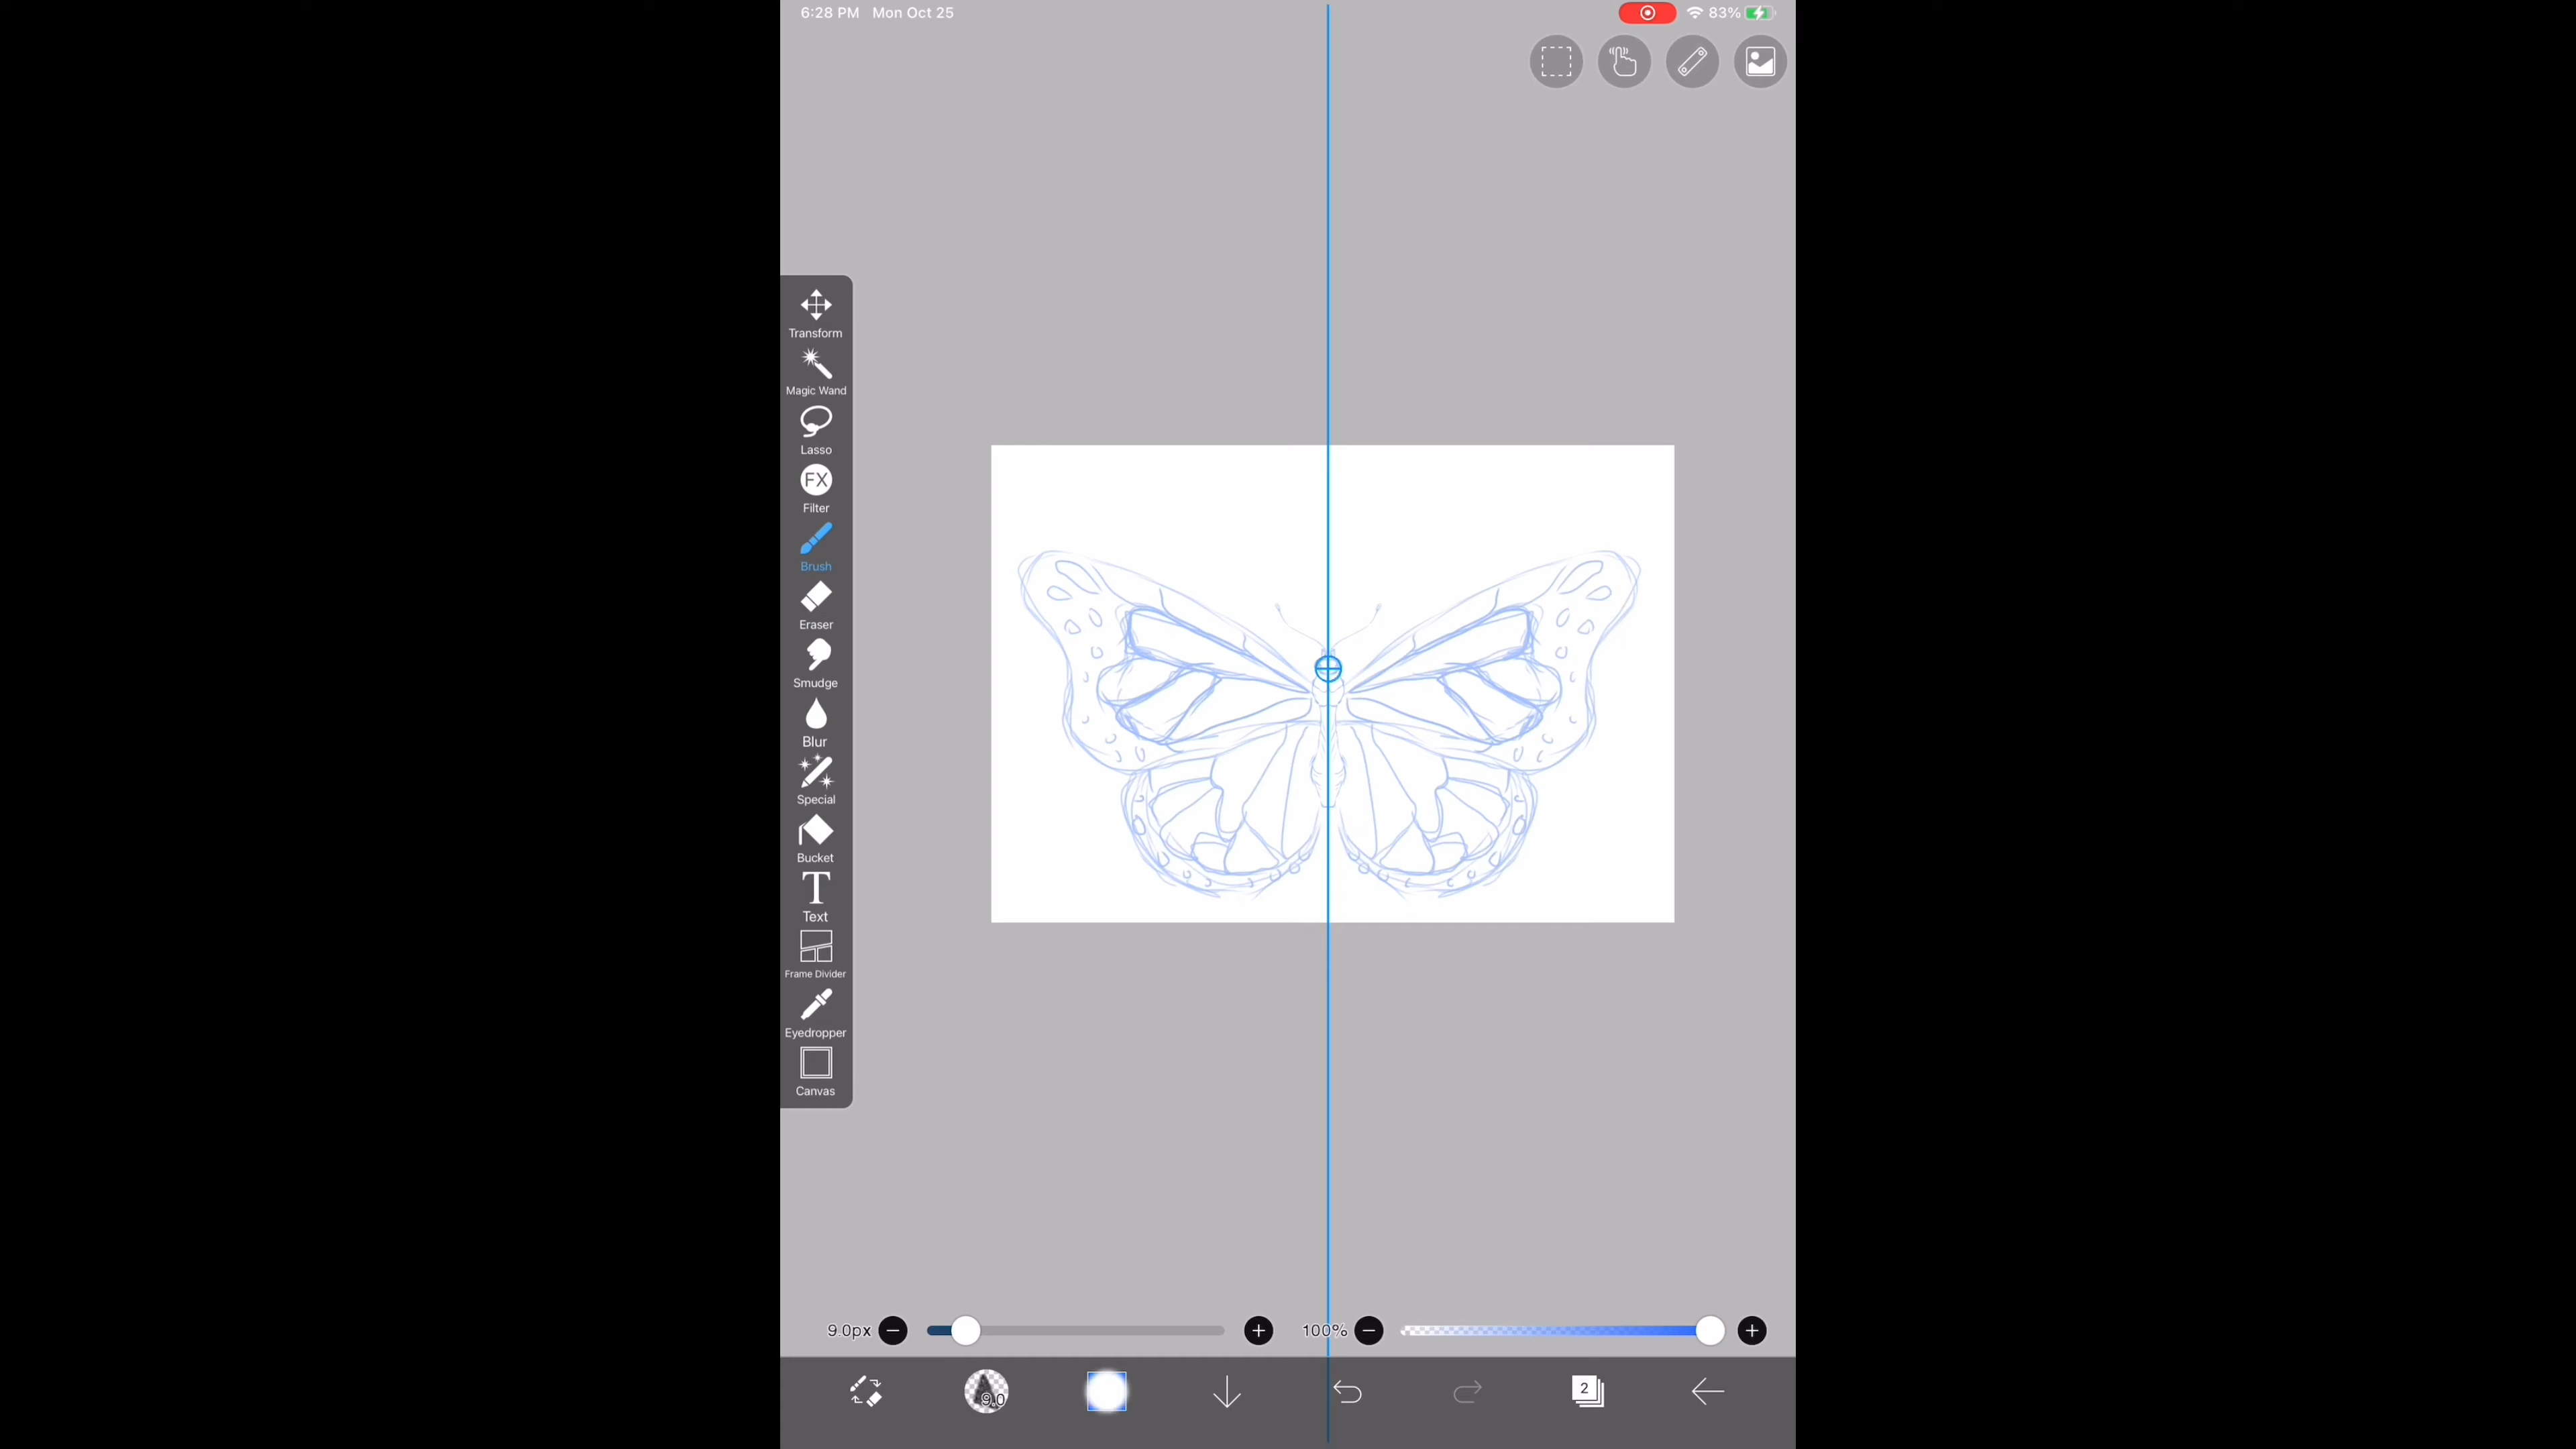 6:28 PM Mon Oct 25
83%
Transform
Magic Wand
Lasso
FX
Filter
Brush
Eraser
Smudge
Blur
Special
Bucket
T
Text
Frame Divider
Eyedropper
Canvas
9.0px
100%
9.0
2